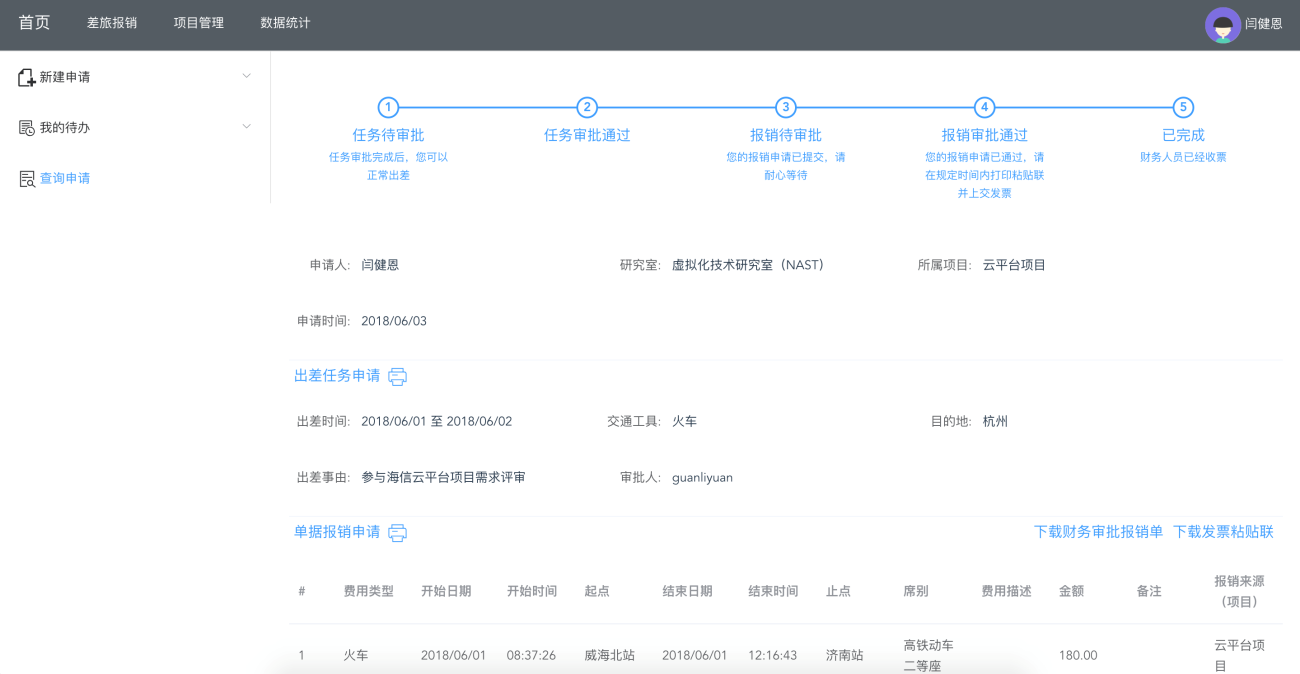 首页 差旅报销 项目管理 数据统计 闫健恩
新建申请
我的待办
查询申请
1 2 3 4 5
任务待审批 任务审批通过 报销待审批 报销审批通过 已完成
任务审批完成后，您可以 您的报销申请已提交，请 您的报销申请已通过，请 财务人员已经收票
正常出差 耐心等待 在规定时间内打印粘贴联
并上交发票
申请人: 闫健恩 研究室: 虚拟化技术研究室（NAST） 所属项目: 云平台项目
申请时间: 2018/06/03
出差任务申请
出差时间: 2018/06/01 至 2018/06/02 交通工具: 火车 目的地: 杭州
出差事由: 参与海信云平台项目需求评审 审批人: guanliyuan
单据报销申请 下载财务审批报销单 下载发票粘贴联
# 费用类型 开始日期 开始时间 起点 结束日期 结束时间 止点 席别 费用描述 金额 备注 报销来源
（项目）
1 火车 2018/06/01 08:37:26 威海北站 2018/06/01 12:16:43 济南站 高铁动车 180.00 云平台项
二等座 目